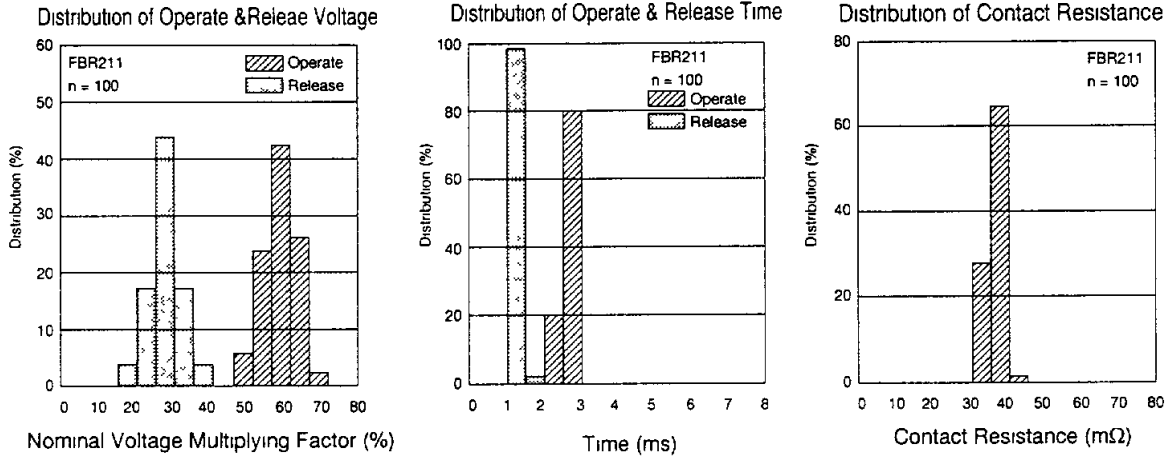 Distribution of Operate &Releae Voltage
60
50
40
30
20
10
0
Distribution (%)
FBR211
n = 100
Operate
Release
0 10 20 30 40 50 60 70 80
Nominal Voltage Multiplying Factor (%)
Distribution of Operate & Release Time
100
80
60
40
20
0
Distribution (%)
FBR211
n = 100
Operate
Release
0 1 2 3 4 5 6 7 8
Time (ms)
Distribution of Contact Resistance
80
60
40
20
0
Distribution (%)
FBR211
n = 100
0 10 20 30 40 50 60 70 80
Contact Resistance (mΩ)